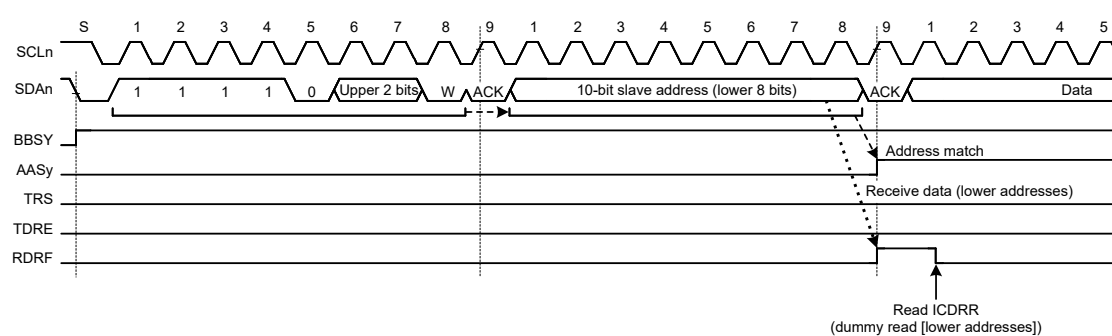 S 1 2 3 4 5 6 7 8 9 1 2 3 4 5 6 7 8 9 1 2 3 4 5
SCLn
SDAn 1 1 1 1 0 Upper 2 bits W ACK 10-bit slave address (lower 8 bits) ACK Data
BBSY
Address match
AASy
Receive data (lower addresses)
TRS
TDRE
RDRF
Read ICDRR
(dummy read [lower addresses])